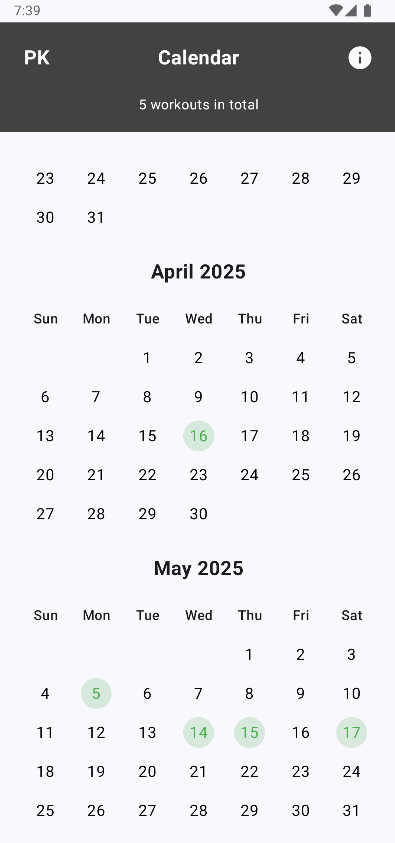 7:39
PK Calendar
5 workouts in total
23 24 25 26 27 28 29
30 31
April 2025
Sun Mon Tue Wed Thu Fri Sat
1 2 3 4 5
6 7 8 9 10 11 12
13 14 15 16 17 18 19
20 21 22 23 24 25 26
27 28 29 30
May 2025
Sun Mon Tue Wed Thu Fri Sat
1 2 3
4 5 6 7 8 9 10
11 12 13 14 15 16 17
18 19 20 21 22 23 24
25 26 27 28 29 30 31